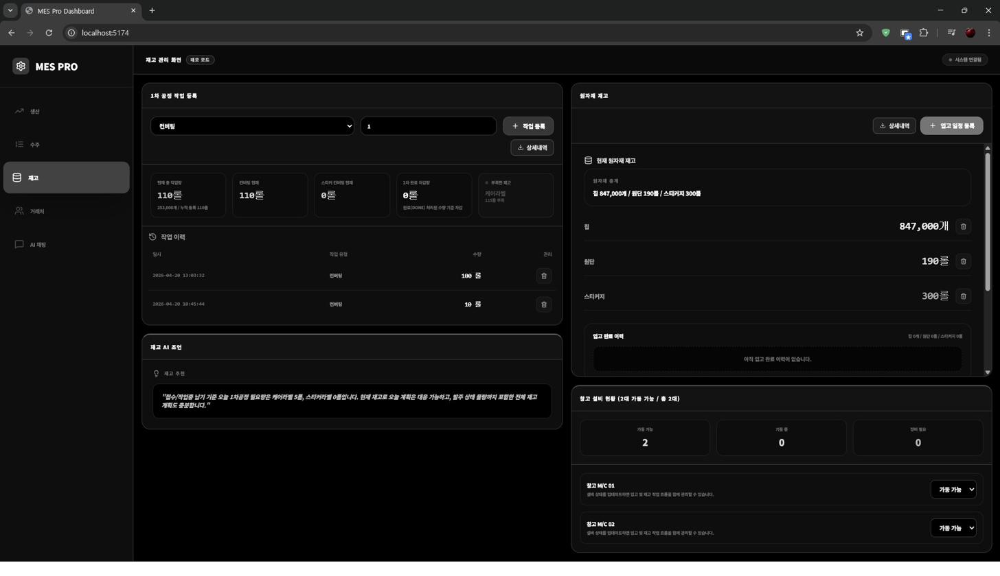 MES Pro Dashboard
localhost:5174
MES PRO
생산
수주
재고
거래처
AI 채팅
재고 관리 화면
데모 모드
시스템 연결됨
1차 공정 작업 등록
컨버팅
1
+ 작업 등록
상세내역
현재 총 작업량
110롤
253,000개 / 누적 등록 110롤
컨버팅 현재
110롤
스티커 컨버팅 현재
0롤
2차 완료 차감량
0롤
완료(DONE) 처리된 수량 기준 차감
부족한 재고
케어라벨
115롤 부족
작업 이력
일시 작업 유형 수량 관리
2026-04-20 13:03:32 컨버팅 100 롤
2026-04-20 10:45:44 컨버팅 10 롤
재고 AI 조언
재고 추천
"접수/작업중 납기 기준 오늘 1차공정 필요량은 케어라벨 5롤, 스티커라벨 0롤입니다. 현재 재고로 오늘 계획은 대응 가능하고, 발주 상태 물량까지 포함한 전체 재고
계획도 충분합니다."
원자재 재고
상세내역
+ 입고 일정 등록
현재 원자재 재고
원자재 총계
칩 847,000개 / 원단 190롤 / 스티커지 300롤
칩 847,000개
원단 190롤
스티커지 300롤
입고 완료 이력
칩 0개 / 원단 0롤 / 스티커지 0롤
아직 입고 완료 이력이 없습니다.
창고 설비 현황 (2대 가동 가능 / 총 2대)
가동 가능
2
가동 중
0
정비 필요
0
창고 M/C 01
설비 상태를 업데이트하면 입고 및 재고 작업 흐름을 함께 관리할 수 있습니다.
가동 가능
창고 M/C 02
설비 상태를 업데이트하면 입고 및 재고 작업 흐름을 함께 관리할 수 있습니다.
가동 가능